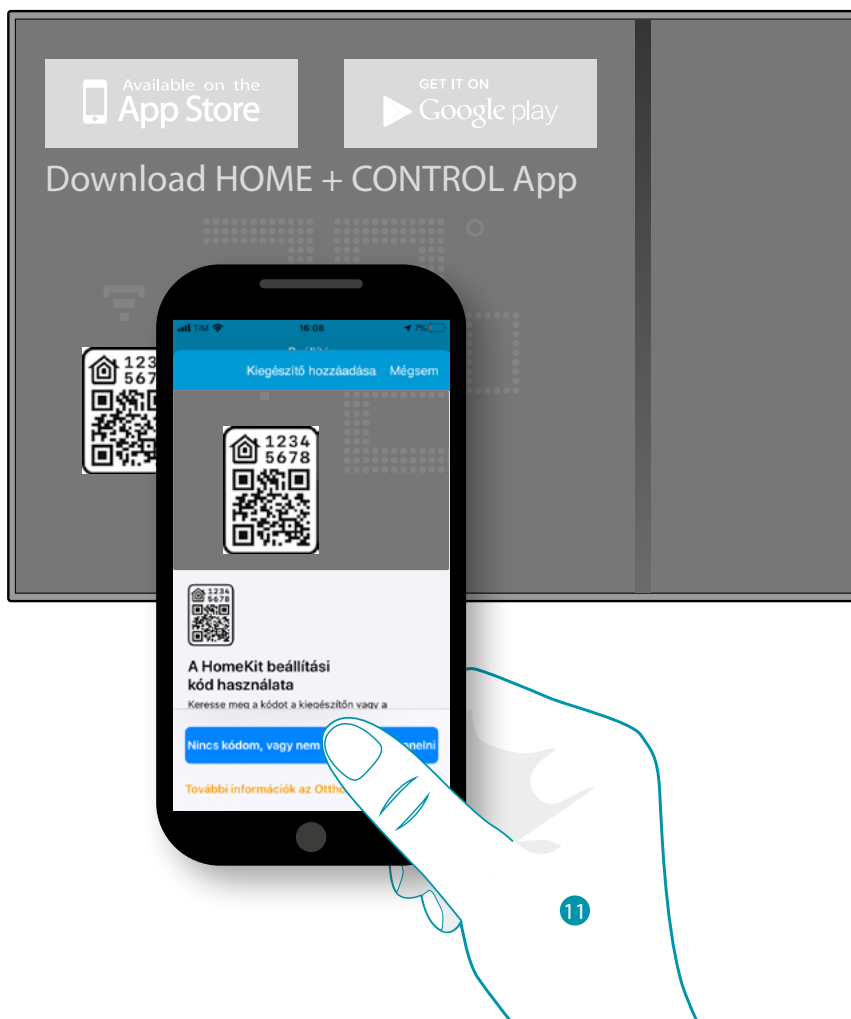 Available on the
App Store
GET IT ON
Google play
Download HOME + CONTROL App
TIM
16:08
7%
Kiegészítő hozzáadása Mégsem
123
567
1234
5678
1234
5678
A HomeKit beállítási
kód használata
Keresse meg a kódot a kiegészítőn vagy a
Nincs kódom, vagy nem
További információk az
11